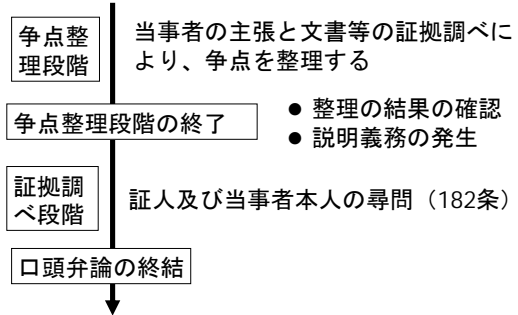 争点整
理段階
当事者の主張と文書等の証拠調べに
より、争点を整理する
争点整理段階の終了
● 整理の結果の確認
● 説明義務の発生
証拠調
べ段階
証人及び当事者本人の尋問（182条）
口頭弁論の終結